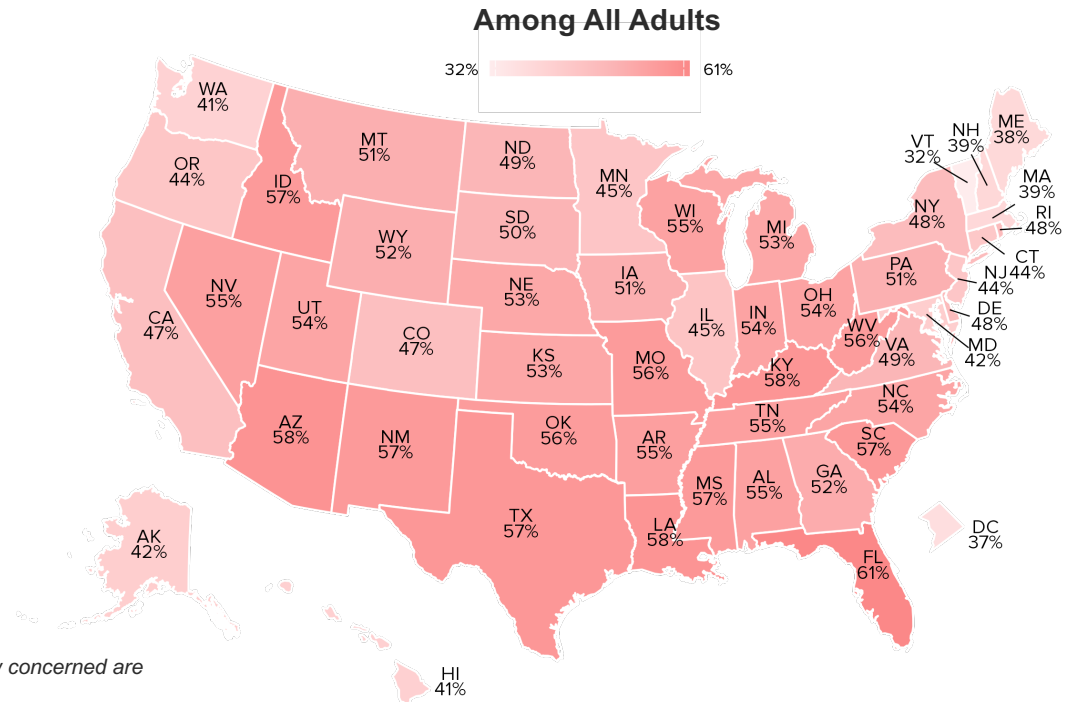 Among All Adults
32% 61%
WA
41%
OR
44%
CA
47%
ID
57%
NV
55%
MT
51%
WY
52%
UT
54%
CO
47%
AZ
58%
NM
57%
ND
49%
SD
50%
NE
53%
KS
53%
OK
56%
TX
57%
MN
45%
IA
51%
MO
56%
AR
55%
LA
58%
WI
55%
IL
45%
MI
53%
IN
54%
OH
54%
KY
58%
TN
55%
MS
57%
AL
55%
GA
52%
FL
61%
SC
57%
NC
54%
VA
49%
WV
56%
PA
51%
NY
48%
VT
32%
NH
39%
ME
38%
MA
39%
RI
48%
CT
44%
NJ
44%
DE
48%
MD
42%
DC
37%
AK
42%
HI
41%
concerned are